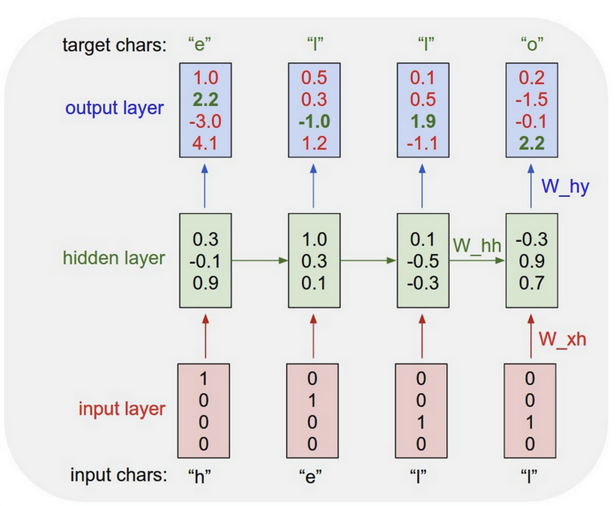 target chars: “e” “l” “l” “o”
output layer
1.0 0.5 0.1 0.2
2.2 0.3 0.5 -1.5
-3.0 -1.0 1.9 -0.1
4.1 1.2 -1.1 2.2
W_hy
hidden layer
0.3 1.0 0.1 -0.3
-0.1 0.3 -0.5 0.9
0.9 0.1 -0.3 0.7
W_hh
W_xh
input layer
1 0 0 0
0 1 0 0
0 0 1 1
0 0 0 0
input chars: “h” “e” “l” “l”